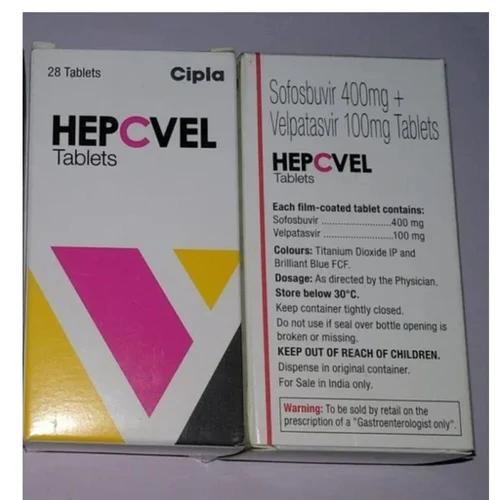 28 Tablets
Cipla
HEPCVEL
Tablets
Sofosbuvir 400mg +
Velpatasvir 100mg Tablets
HEPCVEL
Tablets
Each film-coated tablet contains:
Sofosbuvir ........................400 mg
Velpatasvir .......................100 mg
Colours: Titanium Dioxide IP and
Brilliant Blue FCF.
Dosage: As directed by the Physician.
Store below 30°C.
Keep container tightly closed.
Do not use if seal over bottle opening is
broken or missing.
KEEP OUT OF REACH OF CHILDREN.
Dispense in original container.
For Sale in India only.
Warning: To be sold by retail on the
prescription of a "Gastroenterologist only".